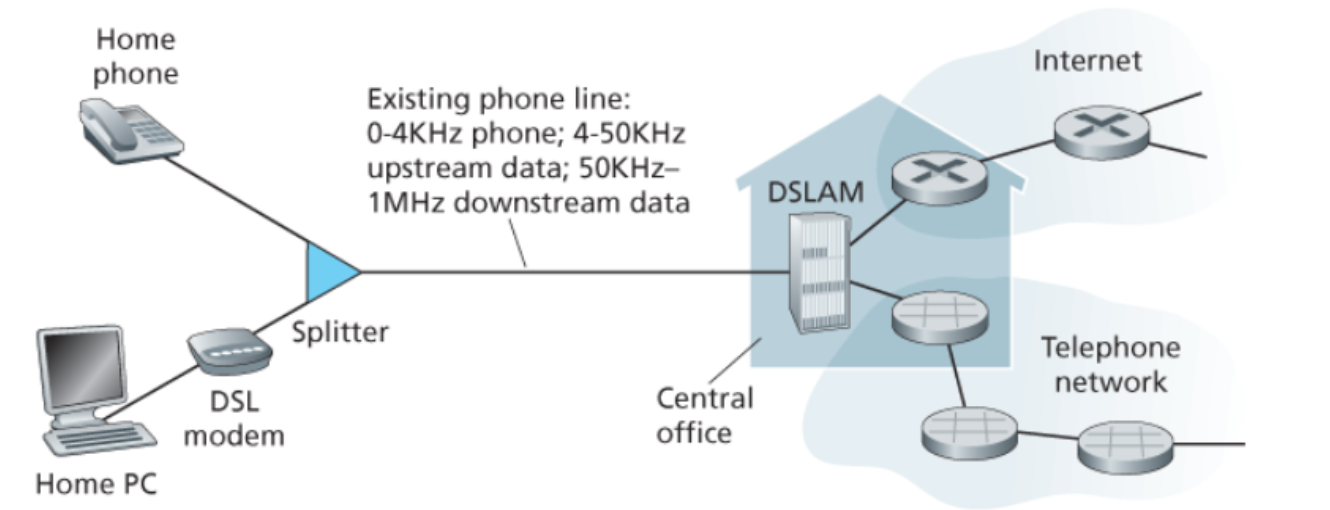 Home
phone
Existing phone line:
0-4KHz phone; 4-50KHz
upstream data; 50KHz–
1MHz downstream data
Internet
DSLAM
Splitter
DSL
modem
Home PC
Central
office
Telephone
network